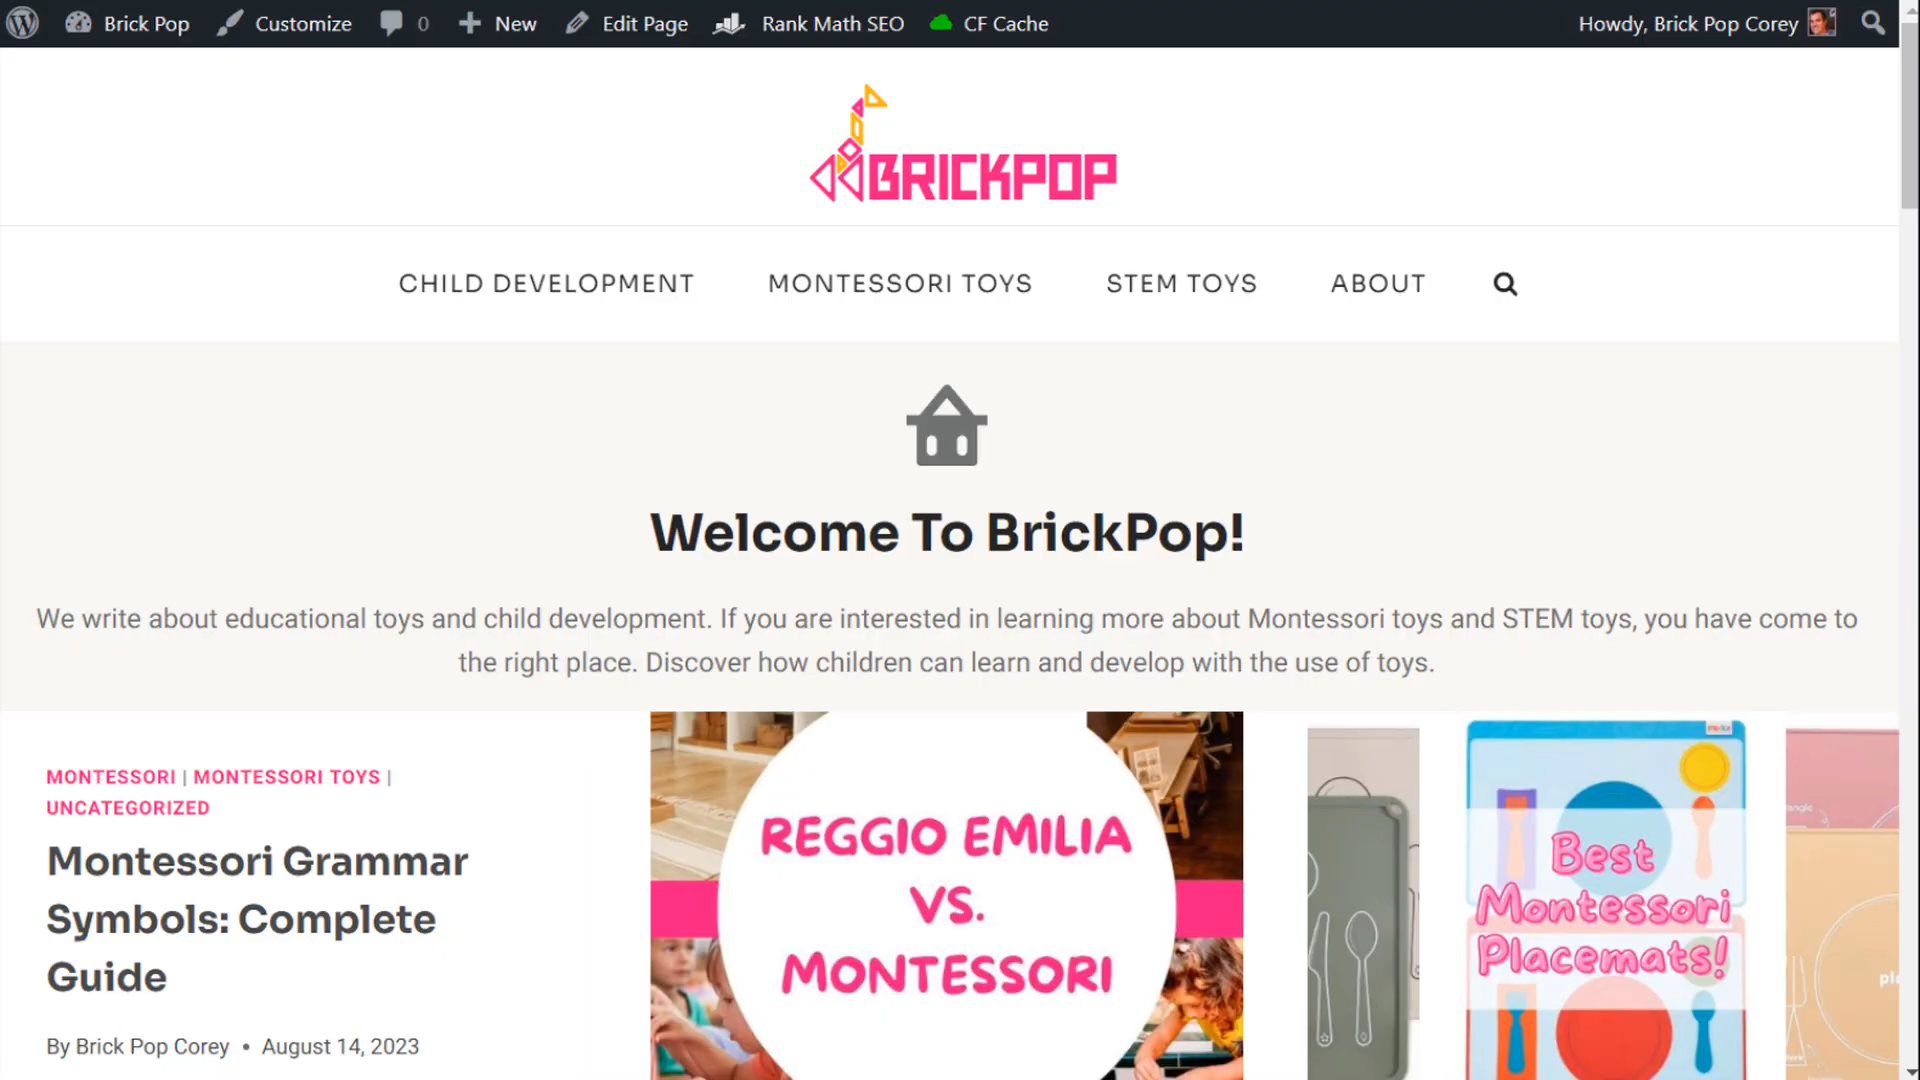 Brick Pop Customize 0 New Edit Page Rank Math SEO CF Cache Howdy, Brick Pop Corey
BRICKPOP
CHILD DEVELOPMENT MONTESSORI TOYS STEM TOYS ABOUT
Welcome To BrickPop!
We write about educational toys and child development. If you are interested in learning more about Montessori toys and STEM toys, you have come to
the right place. Discover how children can learn and develop with the use of toys.
MONTESSORI | MONTESSORI TOYS |
UNCATEGORIZED
Montessori Grammar
Symbols: Complete
Guide
By Brick Pop Corey • August 14, 2023
REGGIO EMILIA
VS.
MONTESSORI
Best
Montessori
Placemats!